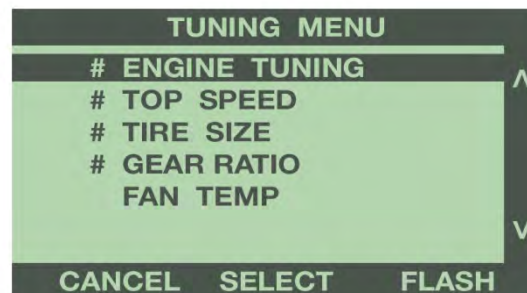 TUNING MENU
# ENGINE TUNING
# TOP SPEED
# TIRE SIZE
# GEAR RATIO
FAN TEMP
CANCEL SELECT FLASH